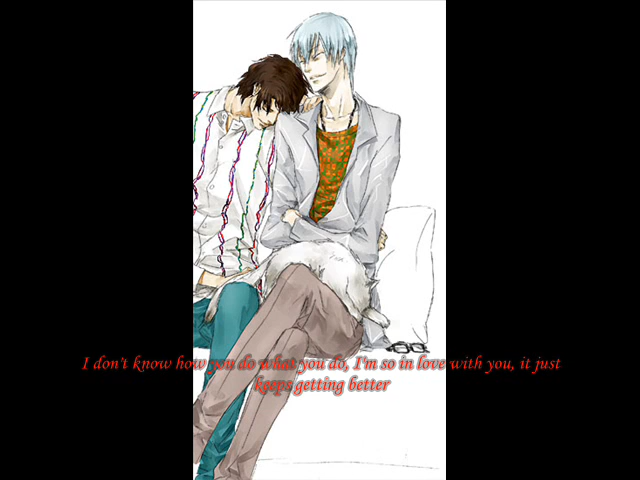 I don't know how you do what you do, I'm so in love with you, it just
keeps getting better